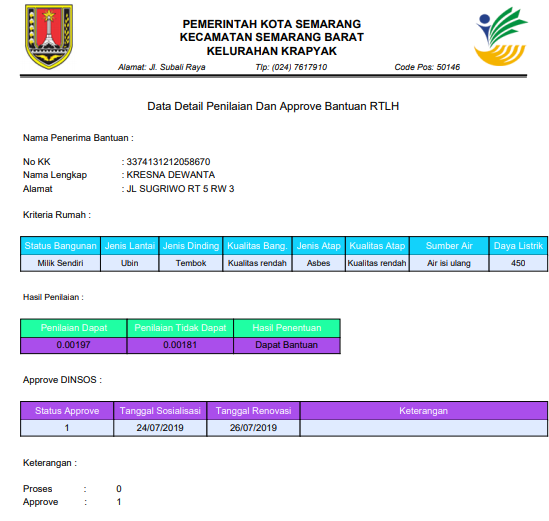 PEMERINTAH KOTA SEMARANG
KECAMATAN SEMARANG BARAT
KELURAHAN KRAPYAK
Alamat: Jl. Subali Raya Tlp: (024) 7617910 Code Pos: 50146
Data Detail Penilaian Dan Approve Bantuan RTLH
Nama Penerima Bantuan :
No KK : 3374131212058670
Nama Lengkap : KRESNA DEWANTA
Alamat : JL SUGRIWO RT 5 RW 3
Kriteria Rumah :
Status Bangunan Jenis Lantai Jenis Dinding Kualitas Bang. Jenis Atap Kualitas Atap Sumber Air Daya Listrik
Milik Sendiri Ubin Tembok Kualitas rendah Asbes Kualitas rendah Air isi ulang 450
Hasil Penilaian :
Penilaian Dapat Penilaian Tidak Dapat Hasil Penentuan
0.00197 0.00181 Dapat Bantuan
Approve DINSOS :
Status Approve Tanggal Sosialisasi Tanggal Renovasi Keterangan
1 24/07/2019 26/07/2019
Keterangan :
Proses : 0
Approve : 1